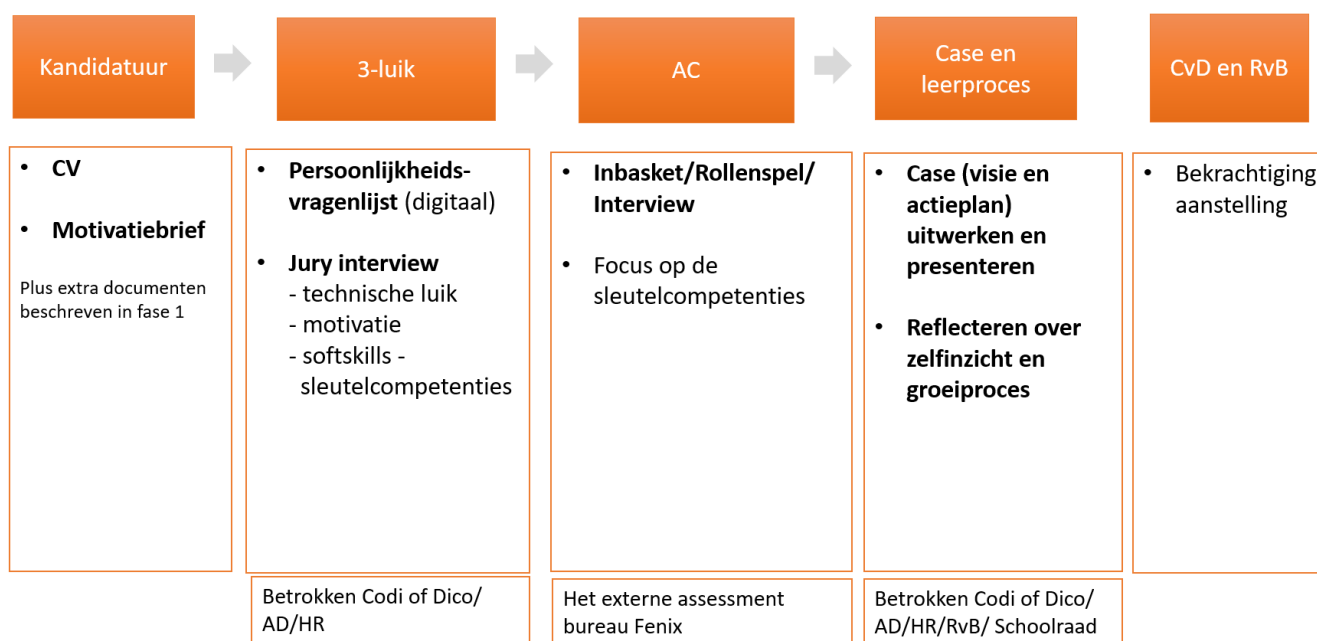 Kandidatuur
3-luik
AC
Case en
leerproces
CvD en RvB
• CV
• Motivatiebrief
Plus extra documenten
beschreven in fase 1
• Persoonlijkheids-
vragenlijst (digitaal)
• Jury interview
- technische luik
- motivatie
- softskills -
sleutelcompetenties
Betrokken Codi of Dico/
AD/HR
• Inbasket/Rollenspel/
Interview
• Focus op de
sleutelcompetenties
Het externe assessment
bureau Fenix
• Case (visie en
actieplan)
uitwerken en
presenteren
• Reflecteren over
zelfinzicht en
groeiproces
Betrokken Codi of Dico/
AD/HR/RvB/ Schoolraad
• Bekrachtiging
aanstelling